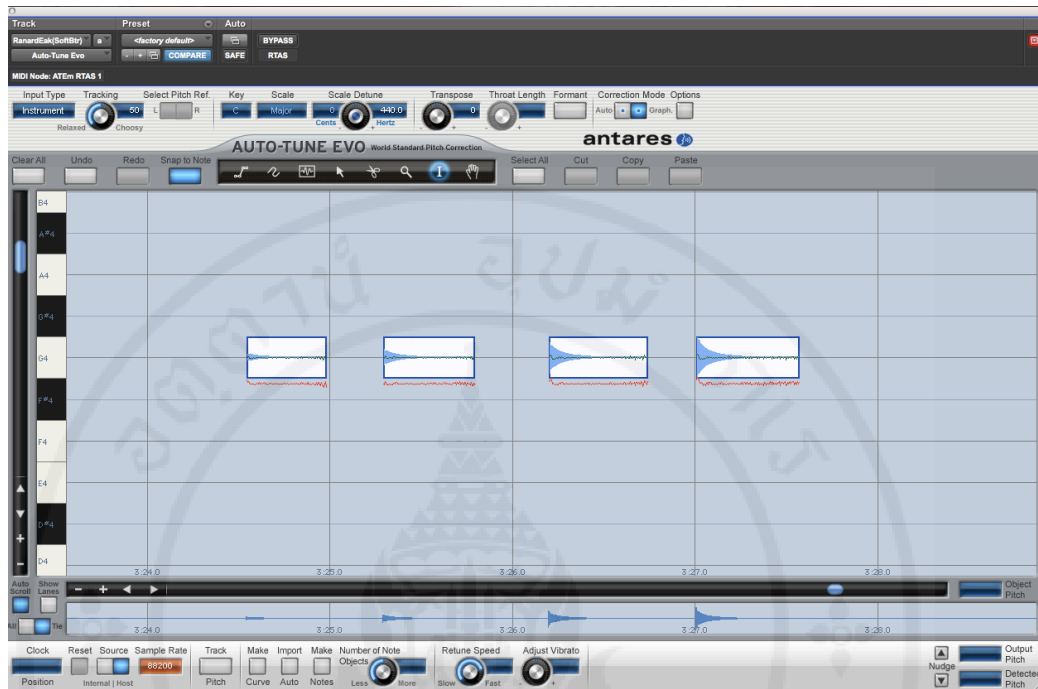 Track Preset Auto
RanardEak(SoftBtr) a <factory default> BYPASS
Auto-Tune Evo - + COMPARE SAFE RTAS
MIDI Node: ATEm RTAS 1
Input Type Tracking Select Pitch Ref. Key Scale Scale Detune Transpose Throat Length Formant Correction Mode Options
Instrument 50 L R C Major 0 440.0 0 Auto Graph.
Relaxed Choosy Cents - + Hertz - + - +
antares
AUTO-TUNE EVO World Standard Pitch Correction
Clear All Undo Redo Snap to Note Select All Cut Copy Paste
I
B4
A#4
A4
G#4
G4
F#4
F4
E4
D#4
D4
+
-
3:24.0 3:25.0 3:26.0 3:27.0 3:28.0
Auto Scroll Show Lanes - + Object Pitch
All Tie
3:24.0 3:25.0 3:26.0 3:27.0 3:28.0
Clock Reset Source Sample Rate Track Make Import Make Number of Note Objects Retune Speed Adjust Vibrato Output Pitch
88200 Nudge
Position Internal | Host Pitch Curve Auto Notes Less More Slow Fast - + Detected Pitch